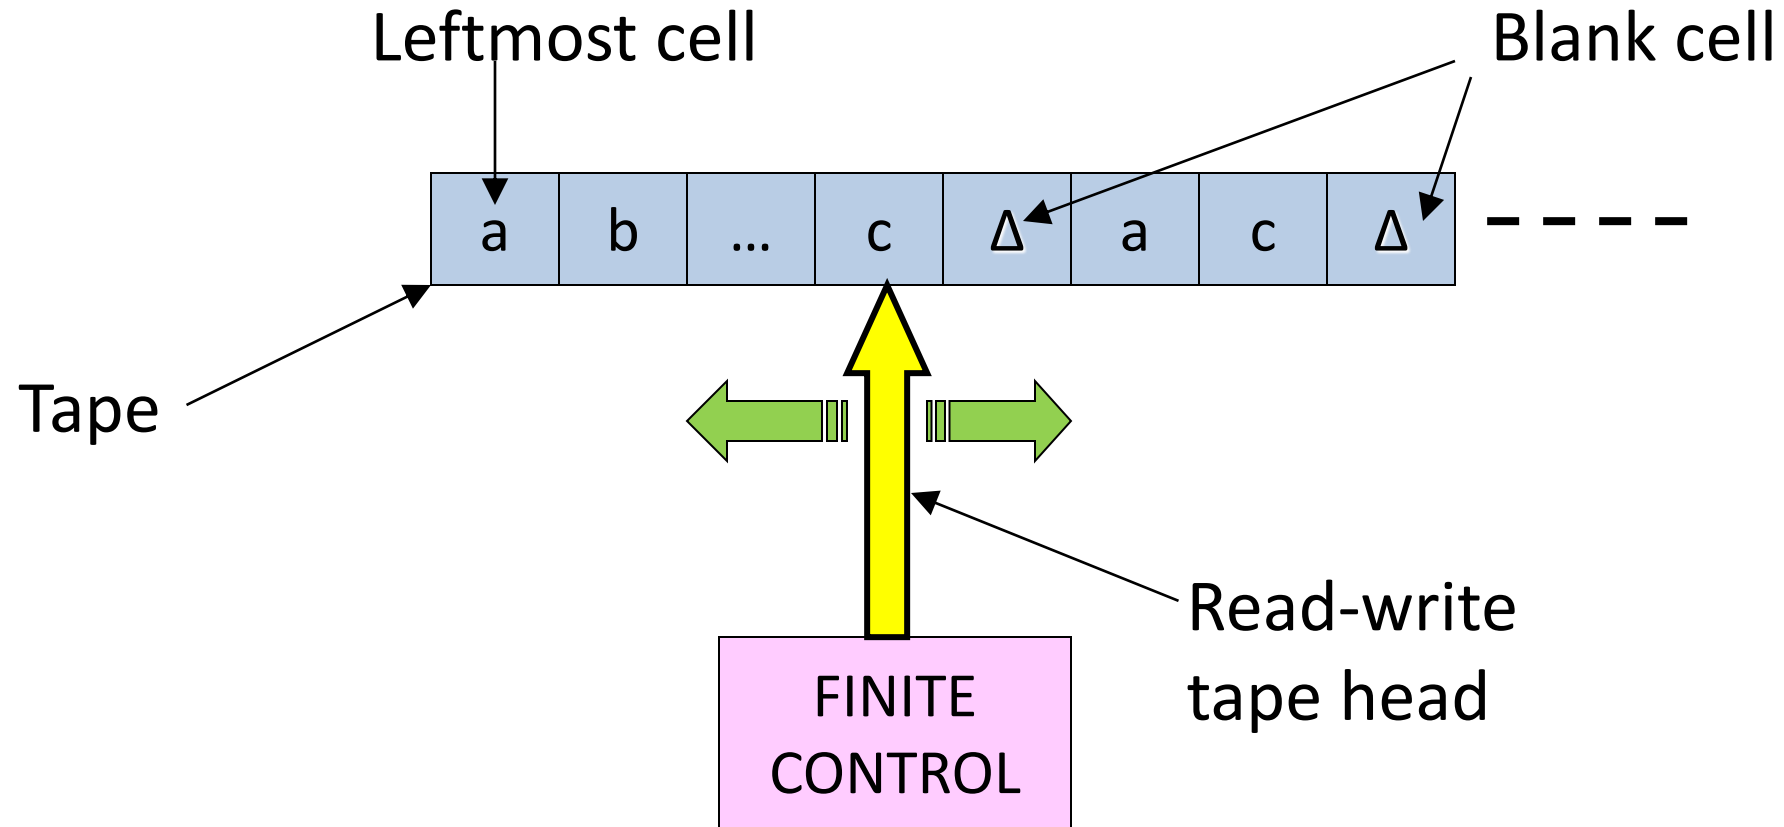 Leftmost cell
Blank cell
a b ... c Δ a c Δ
Tape
Read-write
tape head
FINITE
CONTROL